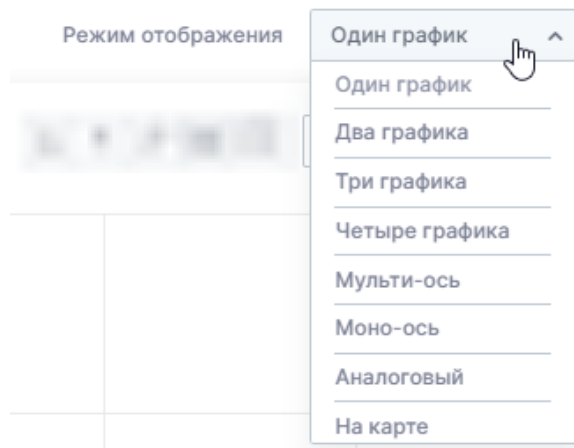 Режим отображения Один график
Один график
Два графика
Три графика
Четыре графика
Мульти-ось
Моно-ось
Аналоговый
На карте